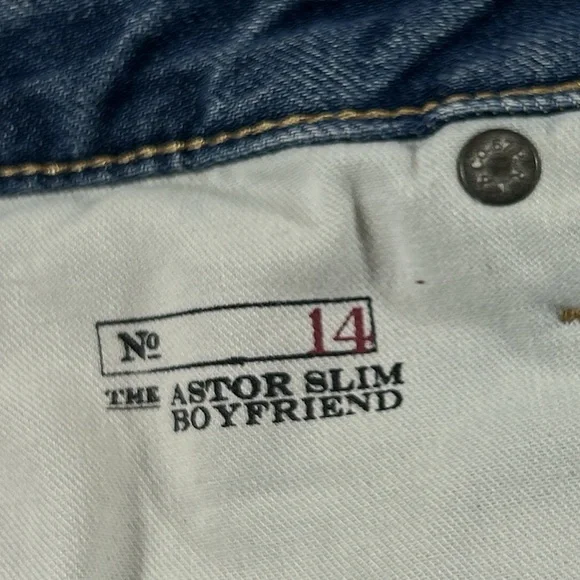 Nº 14
THE ASTOR SLIM
BOYFRIEND